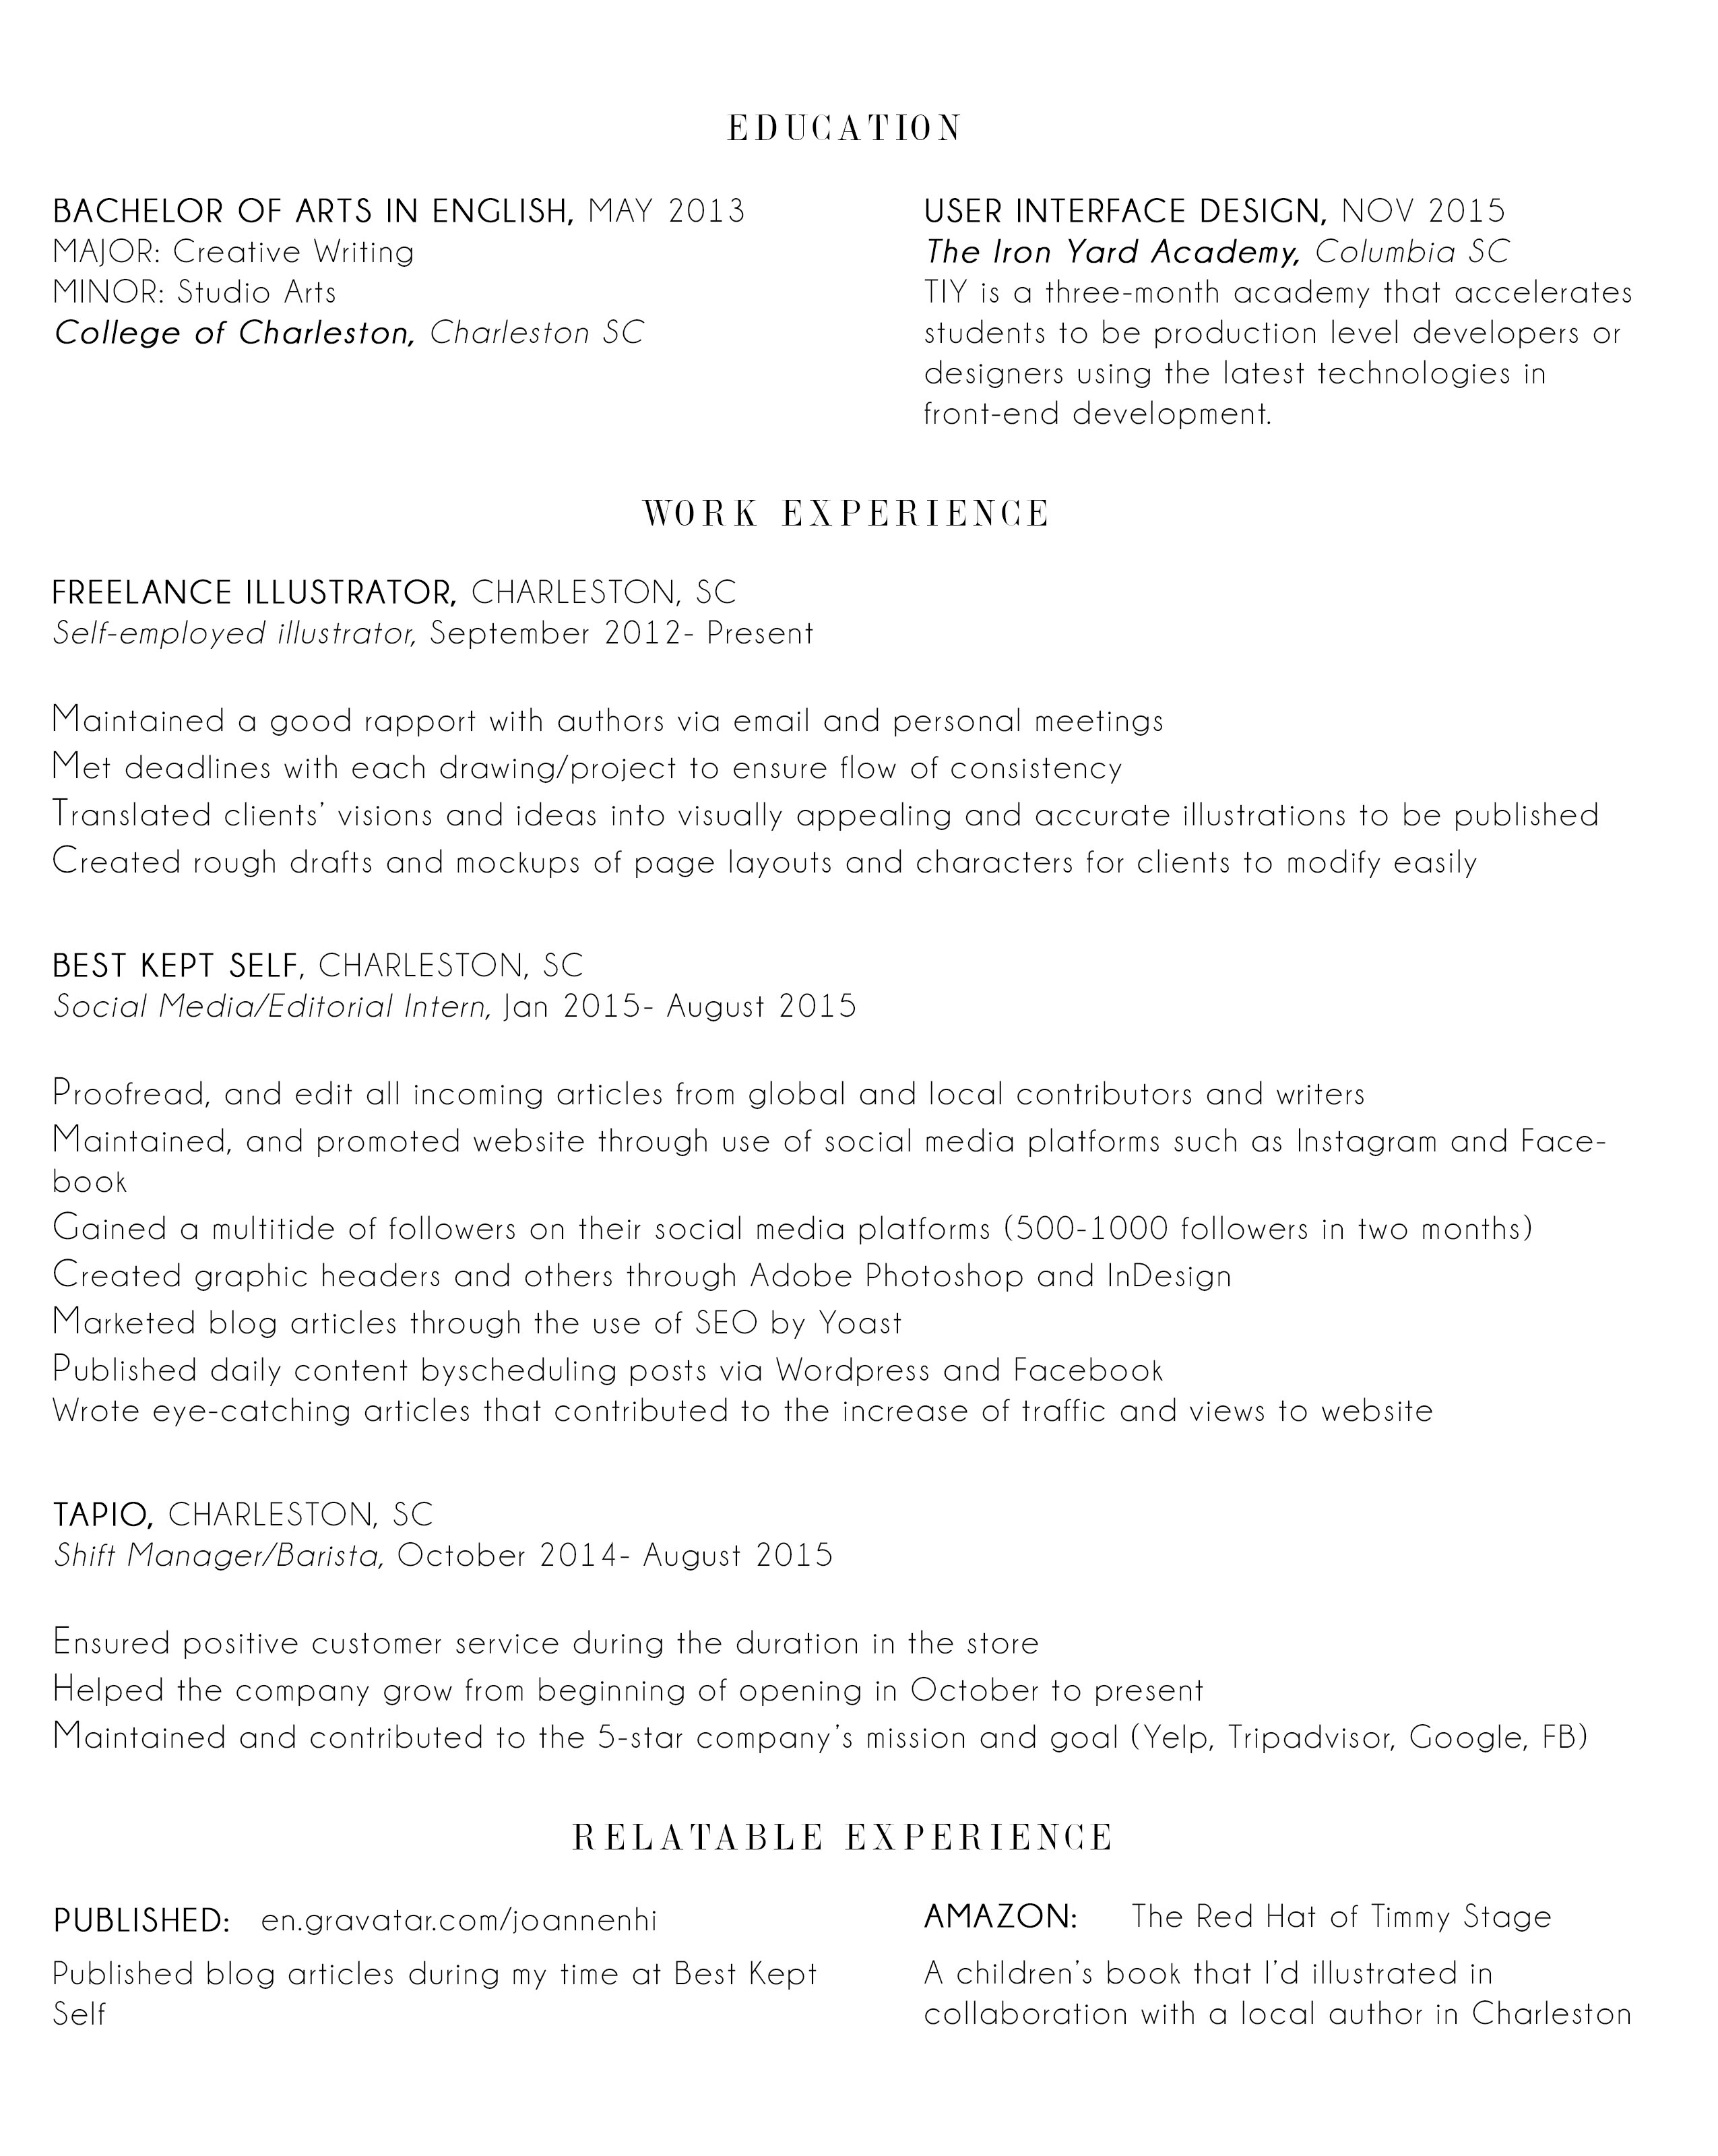 EDUCATION
BACHELOR OF ARTS IN ENGLISH, MAY 2013
MAJOR: Creative Writing
MINOR: Studio Arts
College of Charleston, Charleston SC
USER INTERFACE DESIGN, NOV 2015
The Iron Yard Academy, Columbia SC
TIY is a three-month academy that accelerates
students to be production level developers or
designers using the latest technologies in
front-end development.
WORK EXPERIENCE
FREELANCE ILLUSTRATOR, CHARLESTON, SC
Self-employed illustrator, September 2012- Present
Maintained a good rapport with authors via email and personal meetings
Met deadlines with each drawing/project to ensure flow of consistency
Translated clients’ visions and ideas into visually appealing and accurate illustrations to be published
Created rough drafts and mockups of page layouts and characters for clients to modify easily
BEST KEPT SELF, CHARLESTON, SC
Social Media/Editorial Intern, Jan 2015- August 2015
Proofread, and edit all incoming articles from global and local contributors and writers
Maintained, and promoted website through use of social media platforms such as Instagram and Face-
book
Gained a multitide of followers on their social media platforms (500-1000 followers in two months)
Created graphic headers and others through Adobe Photoshop and InDesign
Marketed blog articles through the use of SEO by Yoast
Published daily content byscheduling posts via Wordpress and Facebook
Wrote eye-catching articles that contributed to the increase of traffic and views to website
TAPIO, CHARLESTON, SC
Shift Manager/Barista, October 2014- August 2015
Ensured positive customer service during the duration in the store
Helped the company grow from beginning of opening in October to present
Maintained and contributed to the 5-star company’s mission and goal (Yelp, Tripadvisor, Google, FB)
RELATABLE EXPERIENCE
PUBLISHED: en.gravatar.com/joannenhi
Published blog articles during my time at Best Kept
Self
AMAZON: The Red Hat of Timmy Stage
A children’s book that I’d illustrated in
collaboration with a local author in Charleston